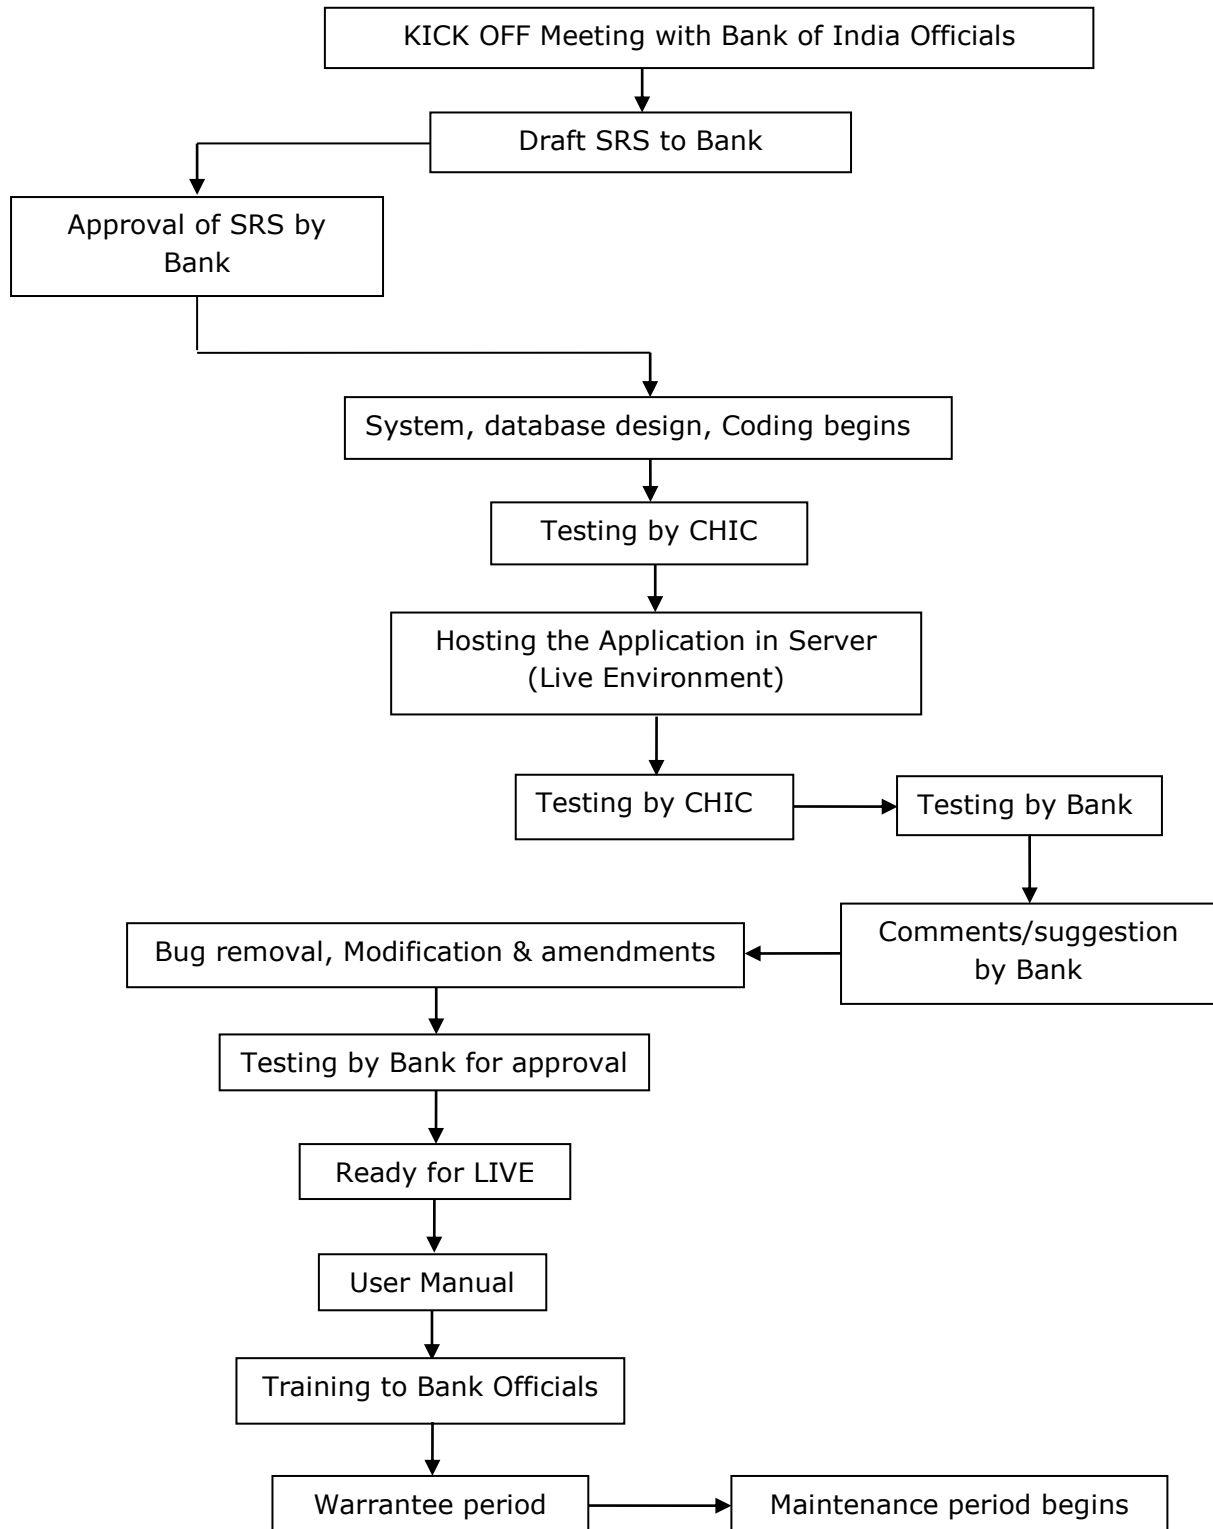 KICK OFF Meeting with Bank of India Officials
Draft SRS to Bank
Approval of SRS by
Bank
System, database design, Coding begins
Testing by CHIC
Hosting the Application in Server
(Live Environment)
Testing by CHIC
Testing by Bank
Comments/suggestion
by Bank
Bug removal, Modification & amendments
Testing by Bank for approval
Ready for LIVE
User Manual
Training to Bank Officials
Warrantee period
Maintenance period begins